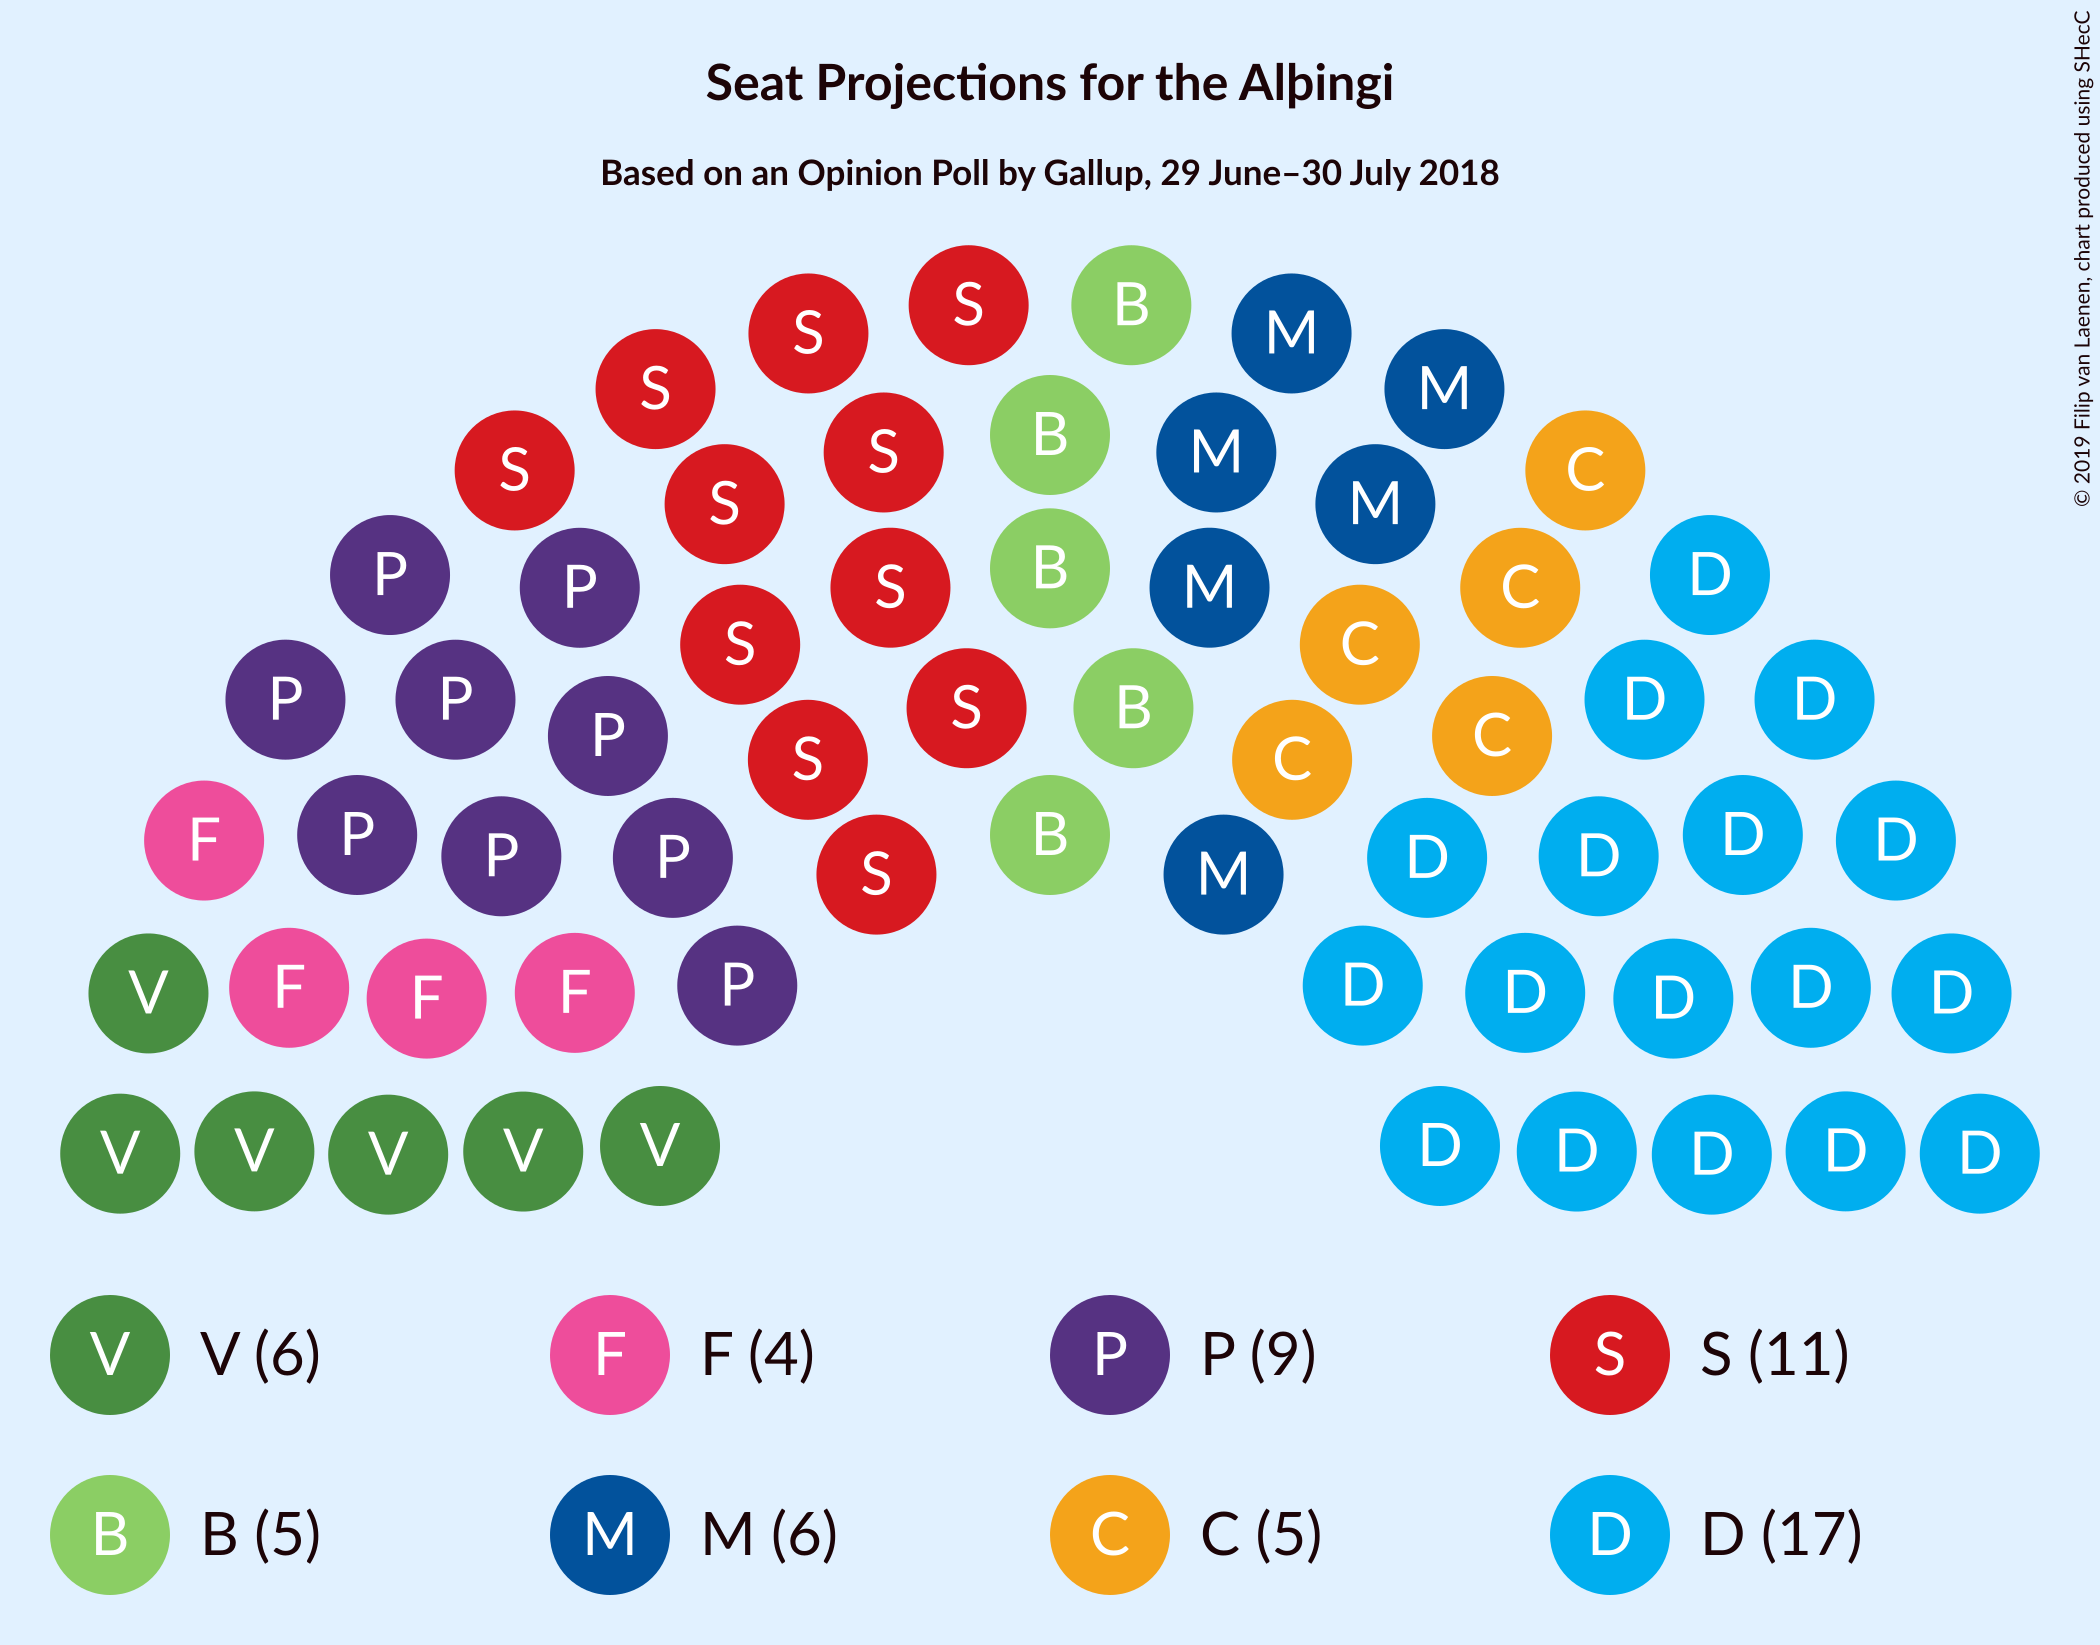 Seat Projections for the Alþingi
Based on an Opinion Poll by Gallup, 29 June–30 July 2018
© 2019 Filip van Laenen, chart produced using SHecC
S B
S M
S M
S B M
S C
S M
P D
S B M
P C
S C
P P D D
S B
P C
S C
F P B P D D
P P D D
S M
V F F F P D D D D D
V V V V V D D D D D
V V (6) F F (4) P P (9) S S (11)
B B (5) M M (6) C C (5) D D (17)